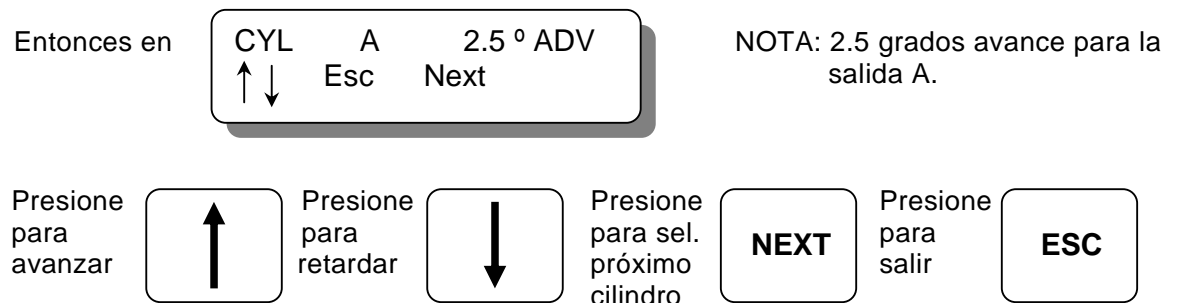 Entonces en
CYL A 2.5 º ADV
↑↓ Esc Next
NOTA: 2.5 grados avance para la
salida A.
Presione
para
avanzar
↑
Presione
para
retardar
↓
Presione
para sel.
próximo
cilindro
NEXT
Presione
para
salir
ESC